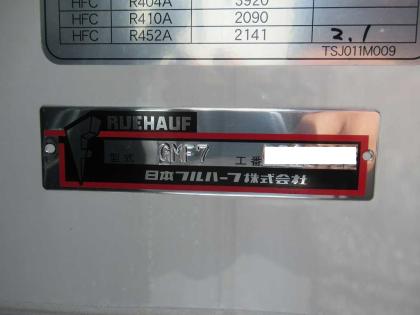 HFC R404A 3920
HFC R410A 2090
HFC R452A 2141 2.1
TSJ011M009
FRUEHAUF
型式 GMF7 工番
日本フルハーフ株式会社